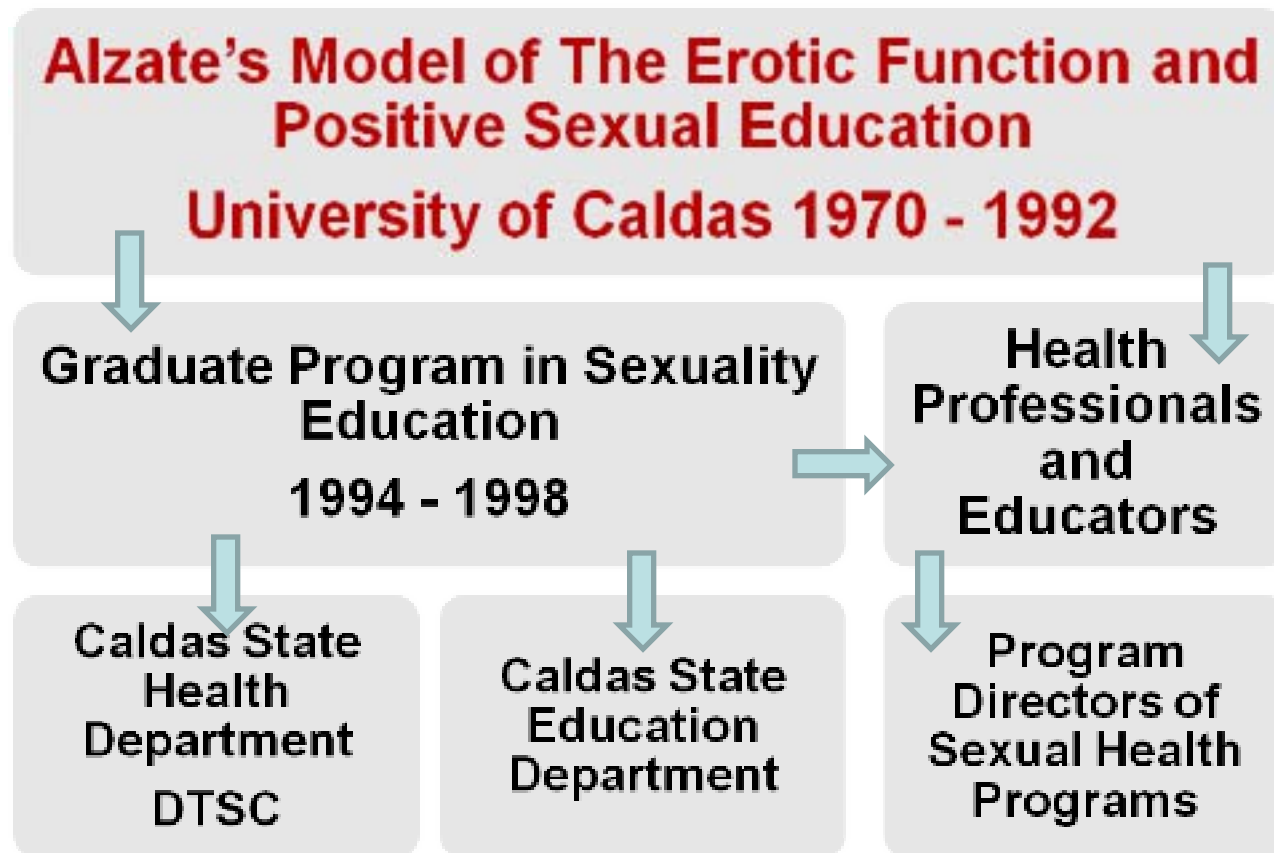 Alzate's Model of The Erotic Function and
Positive Sexual Education
University of Caldas 1970 - 1992
Graduate Program in Sexuality
Education
1994 - 1998
Health
Professionals
and
Educators
Caldas State
Health
Department
DTSC
Caldas State
Education
Department
Program
Directors of
Sexual Health
Programs